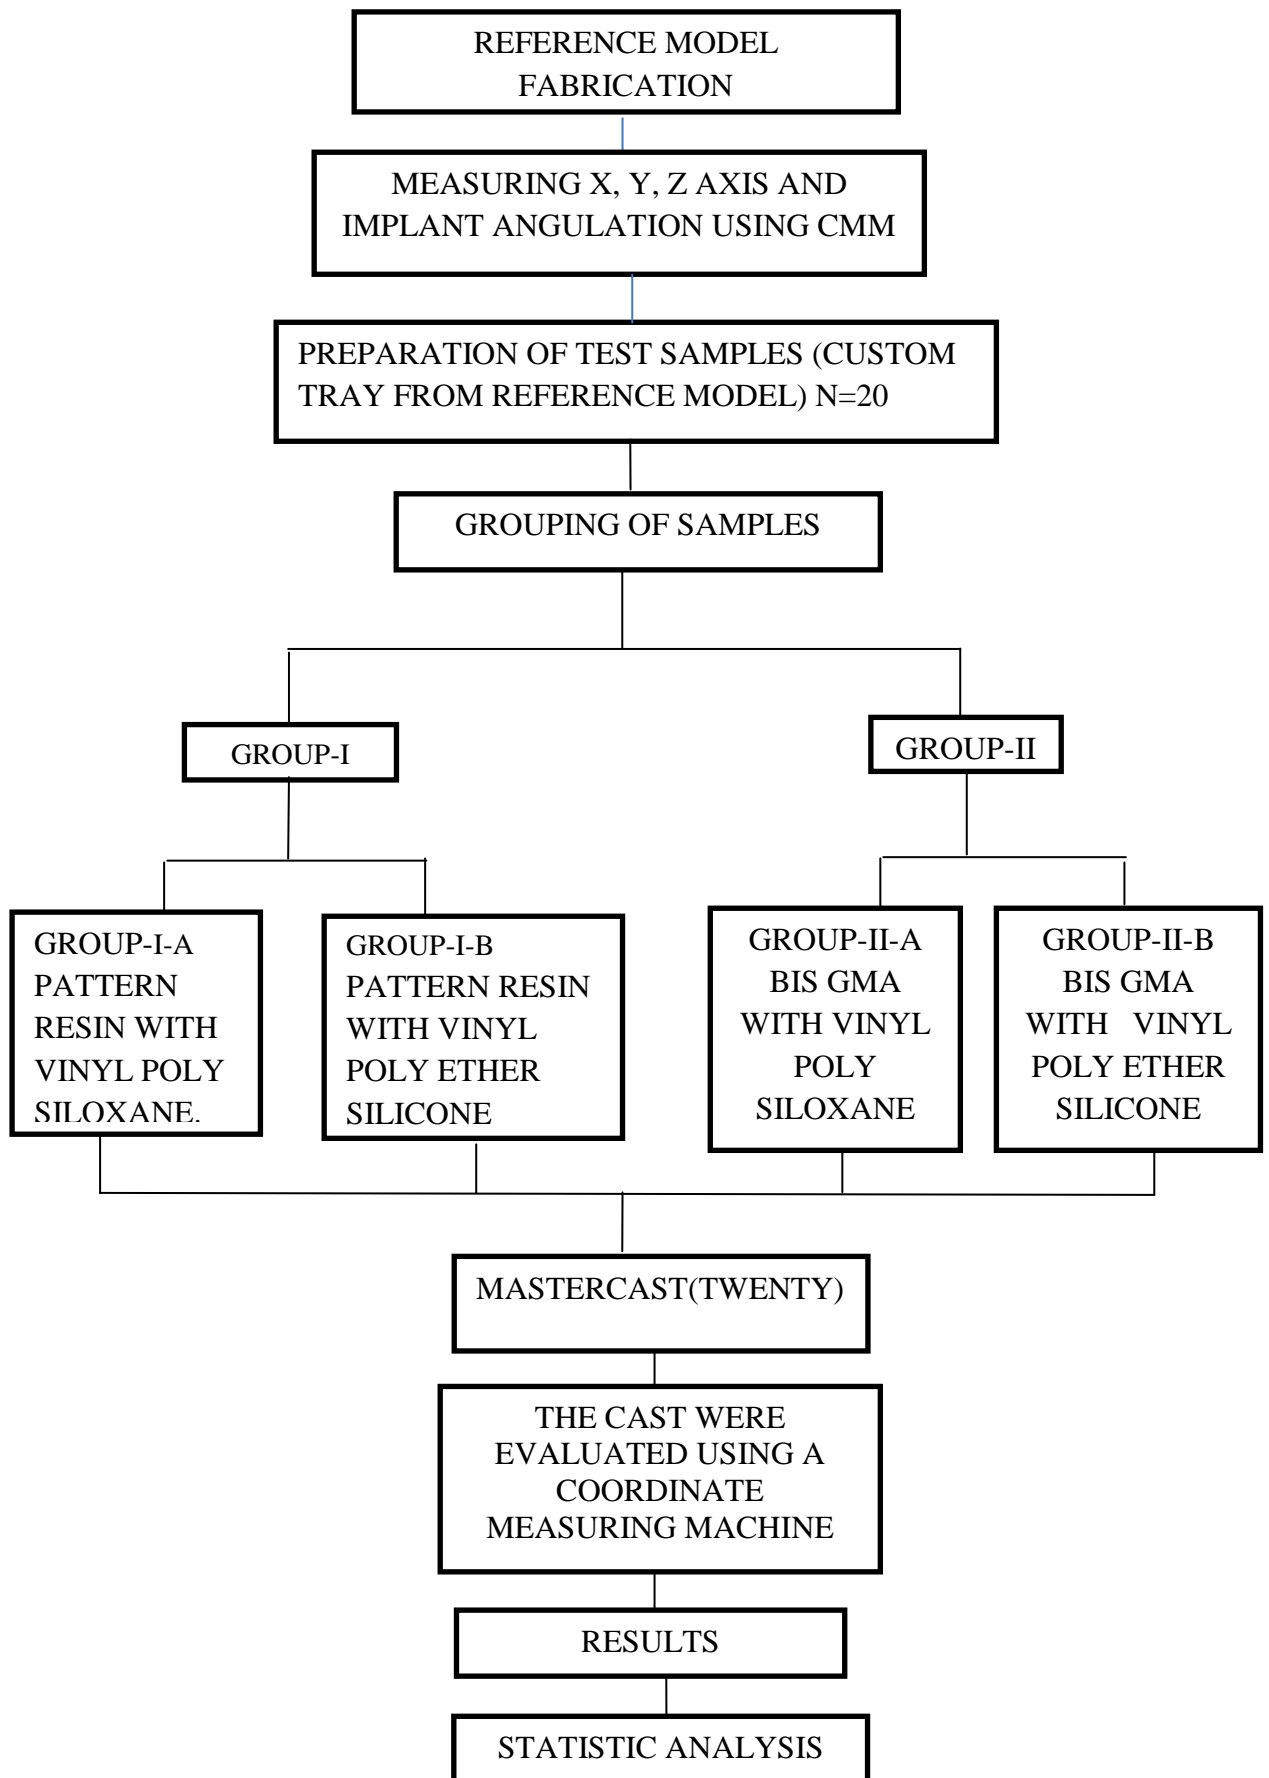 REFERENCE MODEL
FABRICATION
MEASURING X, Y, Z AXIS AND
IMPLANT ANGULATION USING CMM
PREPARATION OF TEST SAMPLES (CUSTOM
TRAY FROM REFERENCE MODEL) N=20
GROUPING OF SAMPLES
GROUP-I
GROUP-II
GROUP-I-A
PATTERN
RESIN WITH
VINYL POLY
SILOXANE.
GROUP-I-B
PATTERN RESIN
WITH VINYL
POLY ETHER
SILICONE
GROUP-II-A
BIS GMA
WITH VINYL
POLY
SILOXANE
GROUP-II-B
BIS GMA
WITH VINYL
POLY ETHER
SILICONE
MASTERCAST(TWENTY)
THE CAST WERE
EVALUATED USING A
COORDINATE
MEASURING MACHINE
RESULTS
STATISTIC ANALYSIS